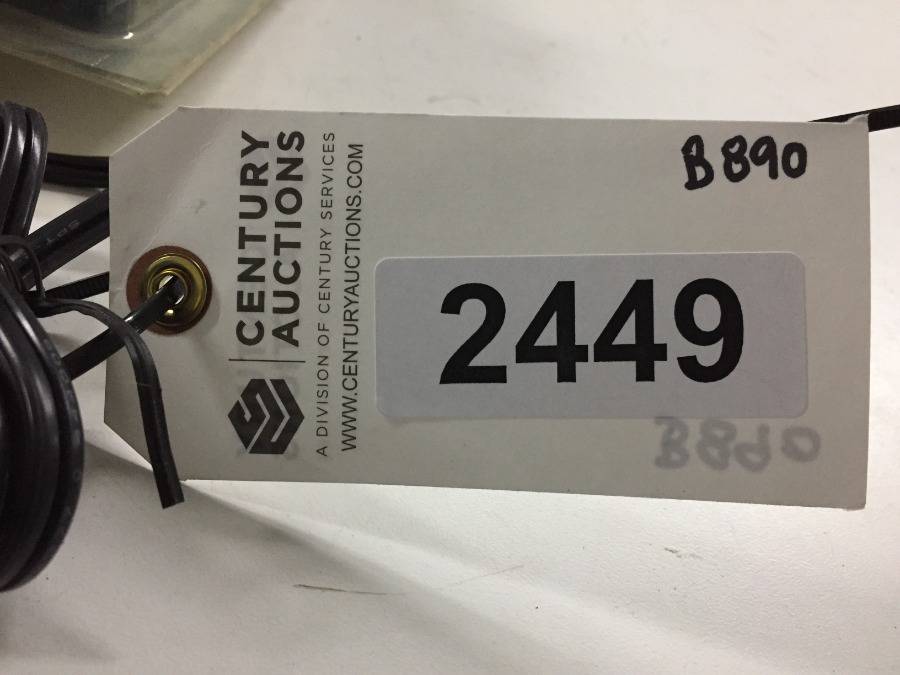 CENTURY
AUCTIONS
A DIVISION OF CENTURY SERVICES
WWW.CENTURYAUCTIONS.COM
B890
2449